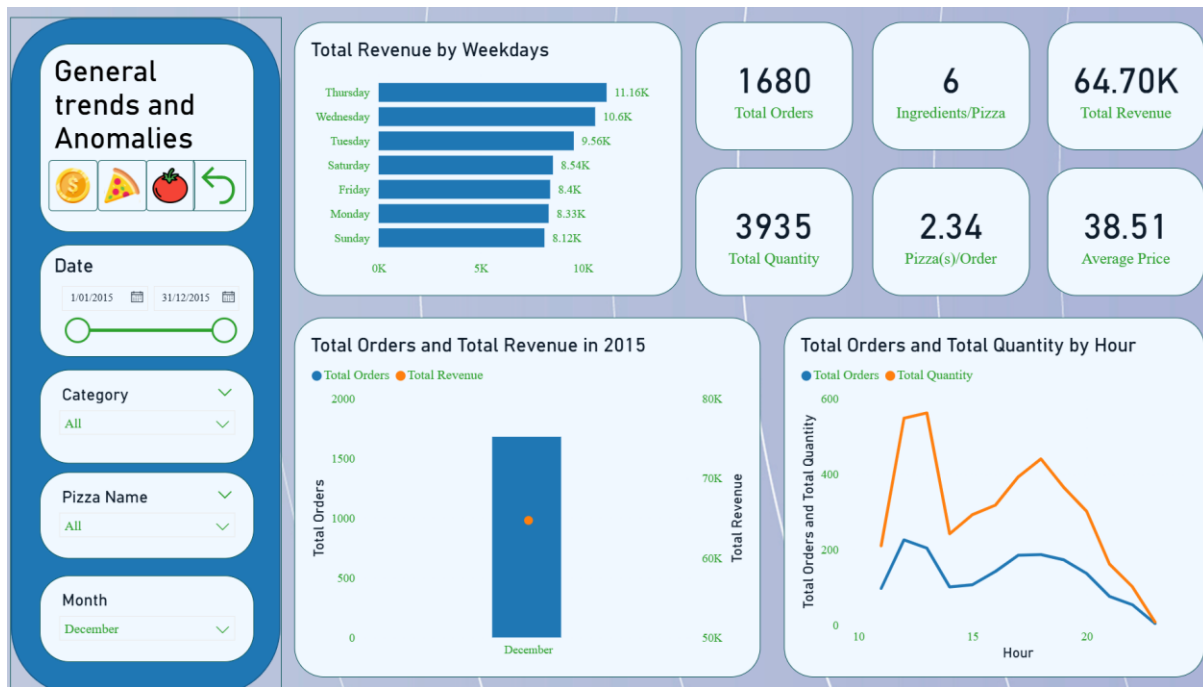 General
trends and
Anomalies
Date
1/01/2015 31/12/2015
Category
All
Pizza Name
All
Month
December
Total Revenue by Weekdays
Thursday 11.16K
Wednesday 10.6K
Tuesday 9.56K
Saturday 8.54K
Friday 8.4K
Monday 8.33K
Sunday 8.12K
0K 5K 10K
1680
Total Orders
6
Ingredients/Pizza
64.70K
Total Revenue
3935
Total Quantity
2.34
Pizza(s)/Order
38.51
Average Price
Total Orders and Total Revenue in 2015
Total Orders Total Revenue
2000 80K
1500
70K
1000
60K
500
0 50K
Total Orders
Total Revenue
December
Total Orders and Total Quantity by Hour
Total Orders Total Quantity
600
400
200
0
Total Orders and Total Quantity
10 15 20
Hour